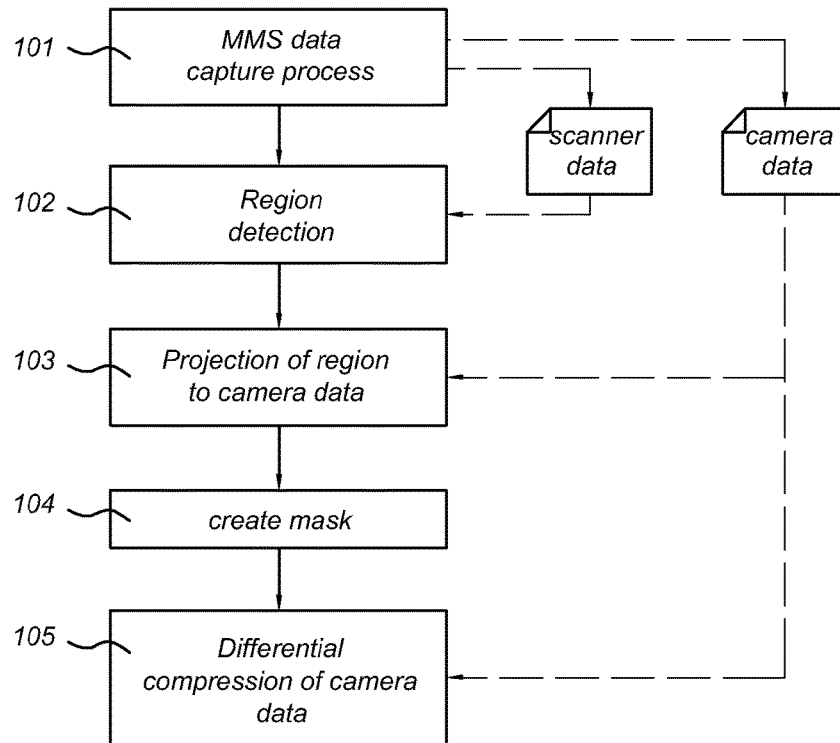 101
MMS data
capture process
scanner
data
camera
data
102
Region
detection
103
Projection of region
to camera data
104
create mask
105
Differential
compression of camera
data